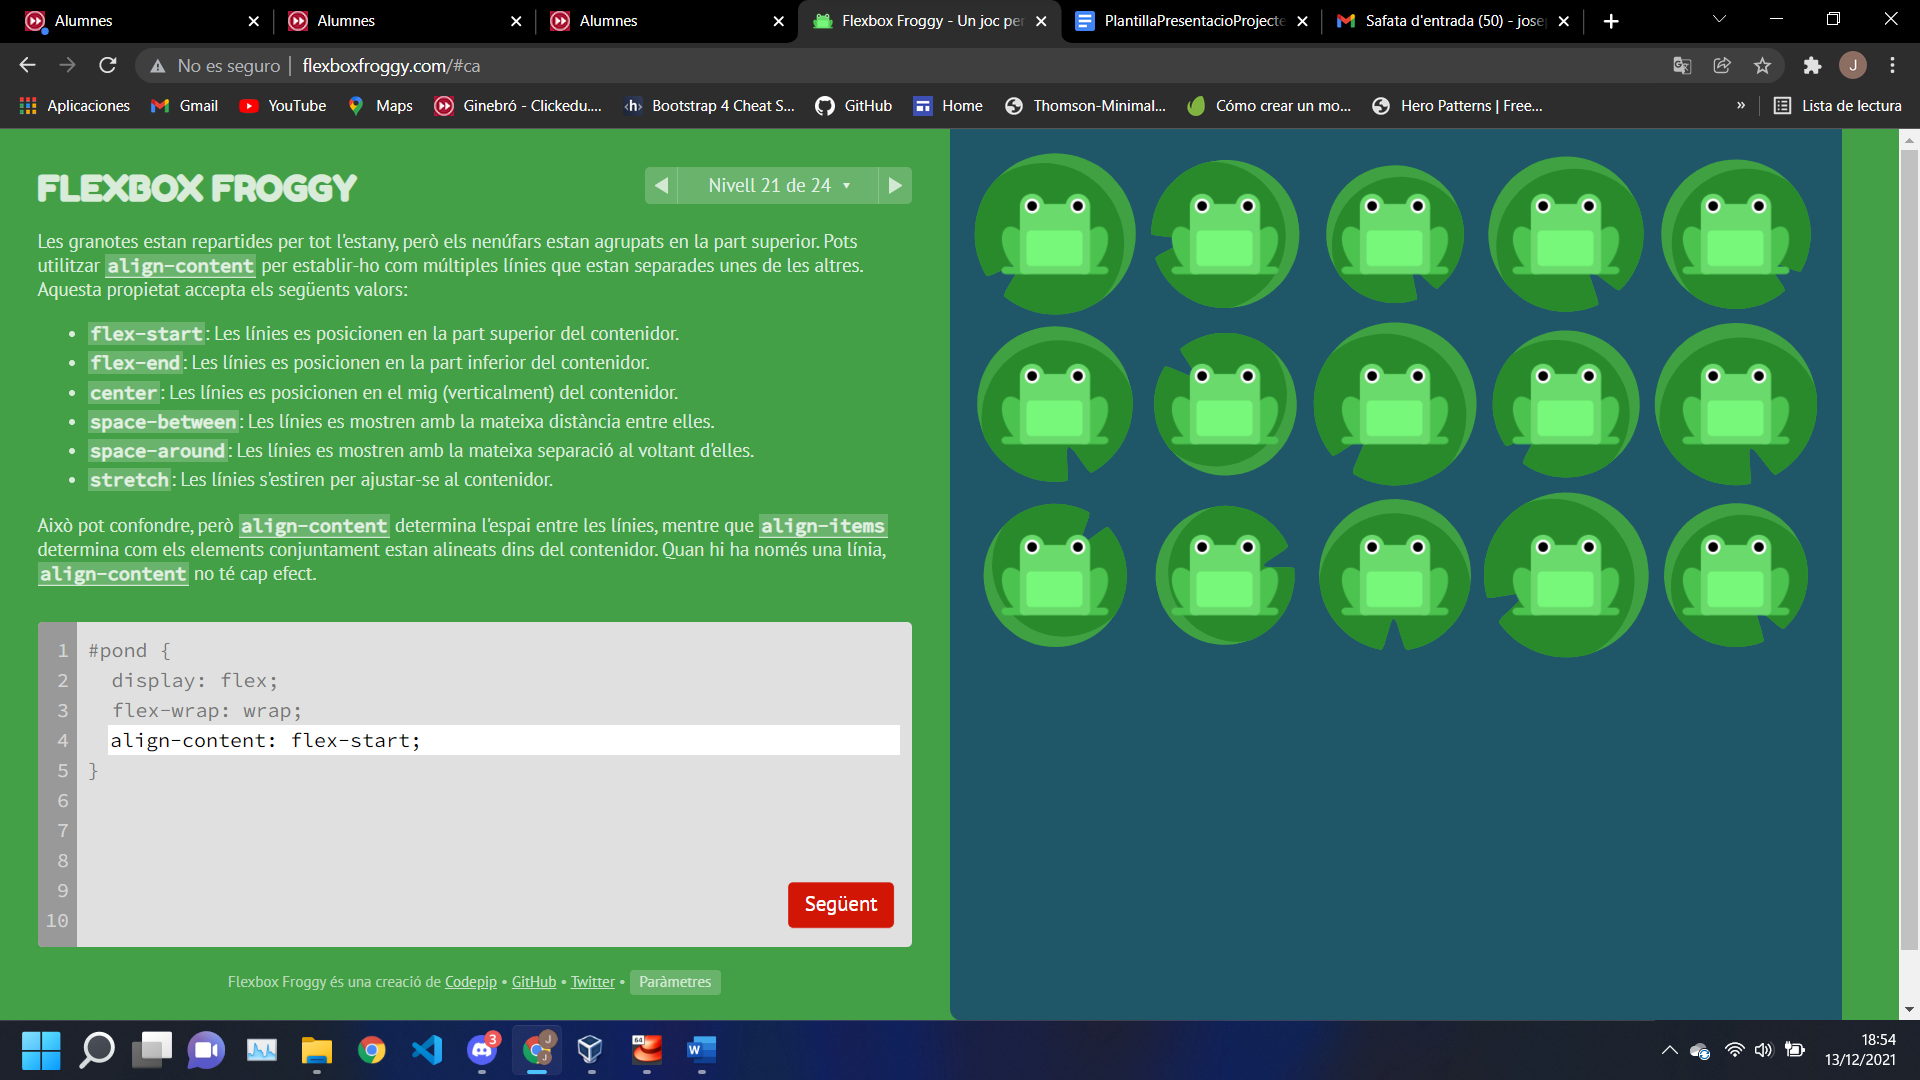 Alumnes
Alumnes
Alumnes
Flexbox Froggy - Un joc per
PlantillaPresentacioProjecte
Safata d'entrada (50) - jose
No es seguro
flexboxfroggy.com/#ca
J
Aplicaciones
Gmail
YouTube
Maps
Ginebró - Clickedu....
Bootstrap 4 Cheat S...
GitHub
Home
Thomson-Minimal...
Cómo crear un mo...
Hero Patterns | Free...
»
Lista de lectura
FLEXBOX FROGGY
Nivell 21 de 24
Les granotes estan repartides per tot l'estany, però els nenúfars estan agrupats en la part superior. Pots
utilitzar align-content per establir-ho com múltiples línies que estan separades unes de les altres.
Aquesta propietat accepta els següents valors:
• flex-start: Les línies es posicionen en la part superior del contenidor.
• flex-end: Les línies es posicionen en la part inferior del contenidor.
• center: Les línies es posicionen en el mig (verticalment) del contenidor.
• space-between: Les línies es mostren amb la mateixa distància entre elles.
• space-around: Les línies es mostren amb la mateixa separació al voltant d'elles.
• stretch: Les línies s'estiren per ajustar-se al contenidor.
Això pot confondre, però align-content determina l'espai entre les línies, mentre que align-items
determina com els elements conjuntament estan alineats dins del contenidor. Quan hi ha només una línia,
align-content no té cap efect.
1 #pond {
2 display: flex;
3 flex-wrap: wrap;
4 align-content: flex-start;
5 }
6
7
8
9
10
Següent
Flexbox Froggy és una creació de Codepip • GitHub • Twitter • Paràmetres
3
J
J
64
W
18:54
13/12/2021